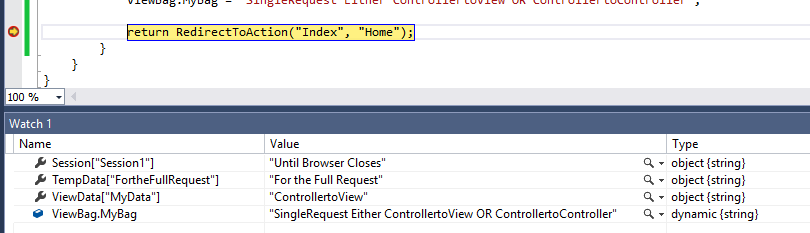 ViewBag.MyBag = "SingleRequest Either ControllertoView OR ControllertoController";
return RedirectToAction("Index", "Home");
}
}
}
100 %
Watch 1
Name Value Type
Session["Session1"] "Until Browser Closes" object {string}
TempData["FortheFullRequest"] "For the Full Request" object {string}
ViewData["MyData"] "ControllertoView" object {string}
ViewBag.MyBag "SingleRequest Either ControllertoView OR ControllertoController" dynamic {string}